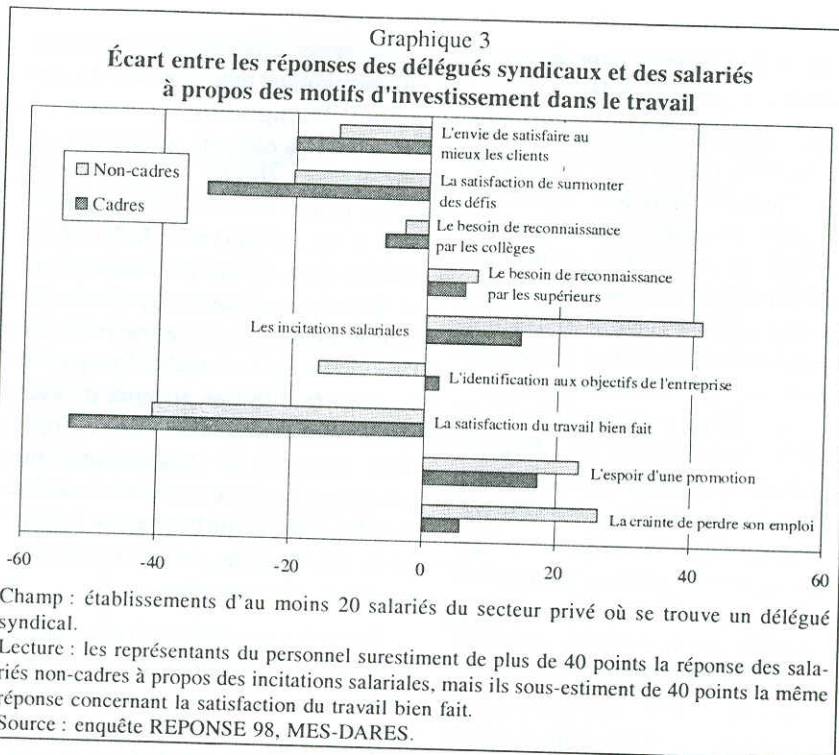 Graphique 3
Écart entre les réponses des délégués syndicaux et des salariés
à propos des motifs d'investissement dans le travail
Non-cadres
Cadres
L'envie de satisfaire au
mieux les clients
La satisfaction de surmonter
des défis
Le besoin de reconnaissance
par les collèges
Le besoin de reconnaissance
par les supérieurs
Les incitations salariales
L'identification aux objectifs de l'entreprise
La satisfaction du travail bien fait
L'espoir d'une promotion
La crainte de perdre son emploi
-60 -40 -20 0 20 40 60
Champ : établissements d'au moins 20 salariés du secteur privé où se trouve un délégué
syndical.
Lecture : les représentants du personnel surestiment de plus de 40 points la réponse des sala-
riés non-cadres à propos des incitations salariales, mais ils sous-estiment de 40 points la même
réponse concernant la satisfaction du travail bien fait.
Source : enquête REPONSE 98, MES-DARES.